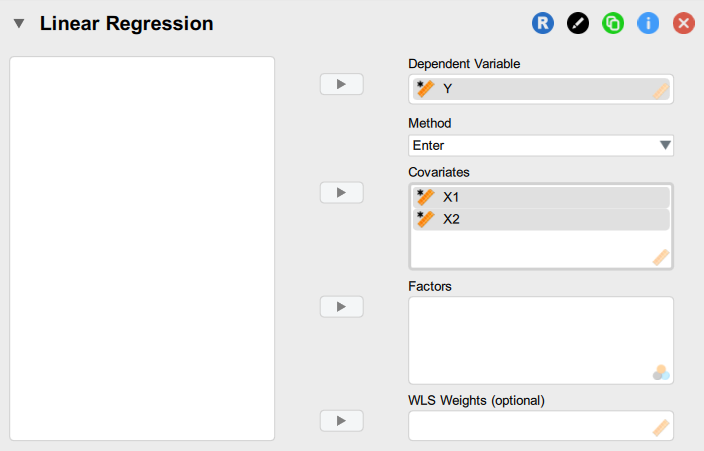 Linear Regression
R
i
Dependent Variable
Y
Method
Enter
Covariates
X1
X2
Factors
WLS Weights (optional)